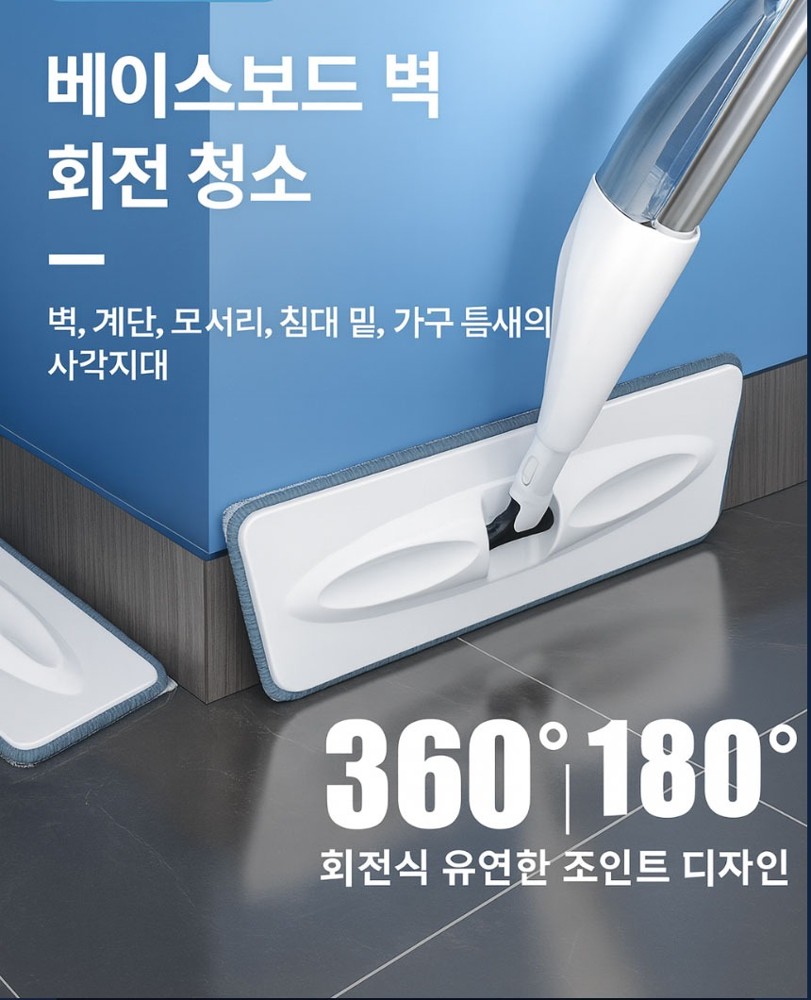 베이스보드 벽
회전 청소
벽, 계단, 모서리, 침대 밑, 가구 틈새의
사각지대
360° 180°
회전식 유연한 조인트 디자인